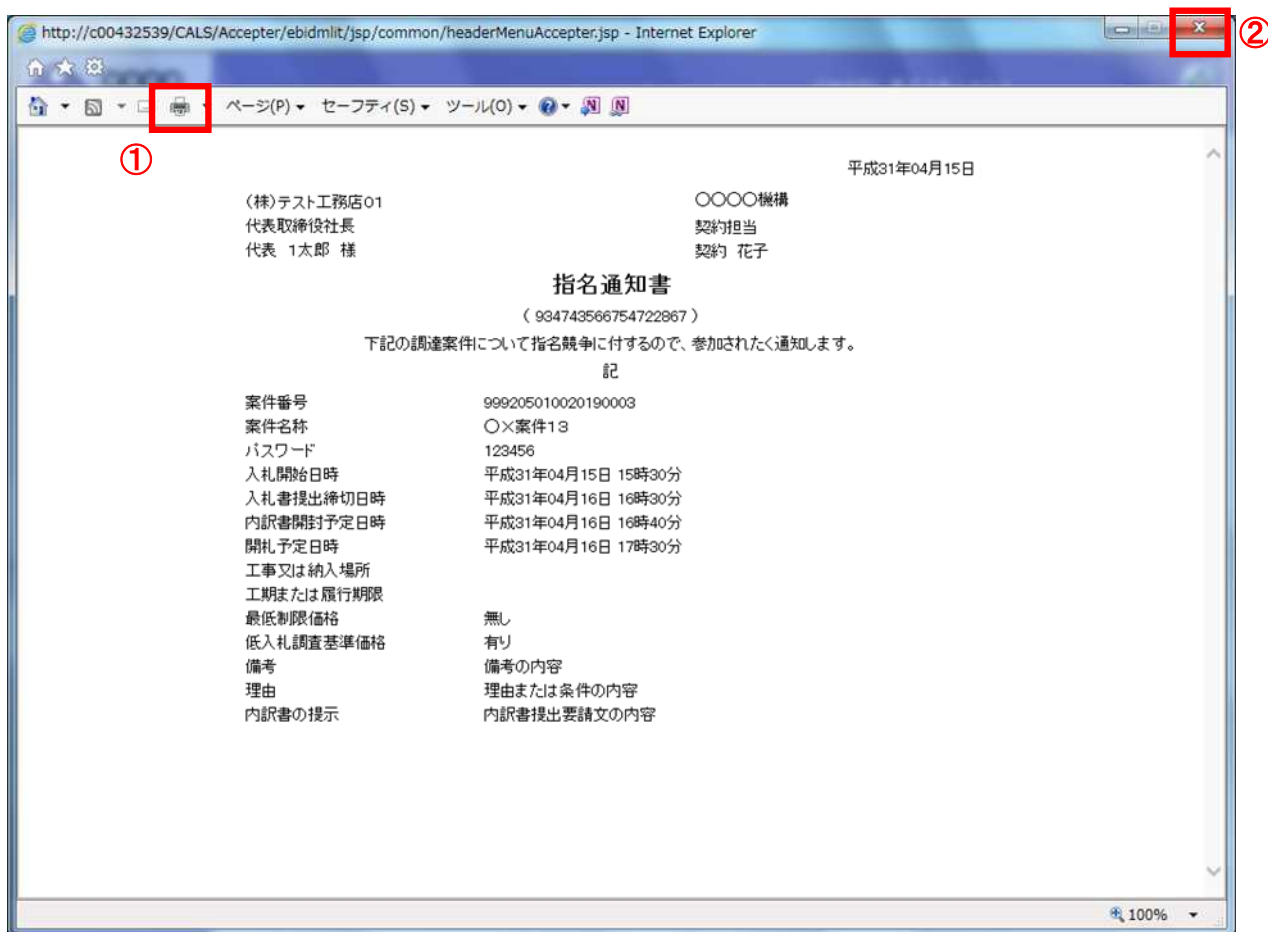 http://c00432539/CALS/Accepter/ebidmlit/jsp/common/headerMenuAccepter.jsp - Internet Explorer
②
ページ(P) セーフティ(S) ツール(O)
①
平成31年04月15日
(株)テスト工務店01 〇〇〇〇機構
代表取締役社長 契約担当
代表 1太郎 様 契約 花子
指名通知書
( 934743566754722867 )
下記の調達案件について指名競争に付するので、参加されたく通知します。
記
案件番号 999205010020190003
案件名称 〇×案件13
パスワード 123456
入札開始日時 平成31年04月15日 15時30分
入札書提出締切日時 平成31年04月16日 16時30分
内訳書開封予定日時 平成31年04月16日 16時40分
開札予定日時 平成31年04月16日 17時30分
工事又は納入場所
工期または履行期限
最低制限価格 無し
低入札調査基準価格 有り
備考 備考の内容
理由 理由または条件の内容
内訳書の提示 内訳書提出要請文の内容
100%